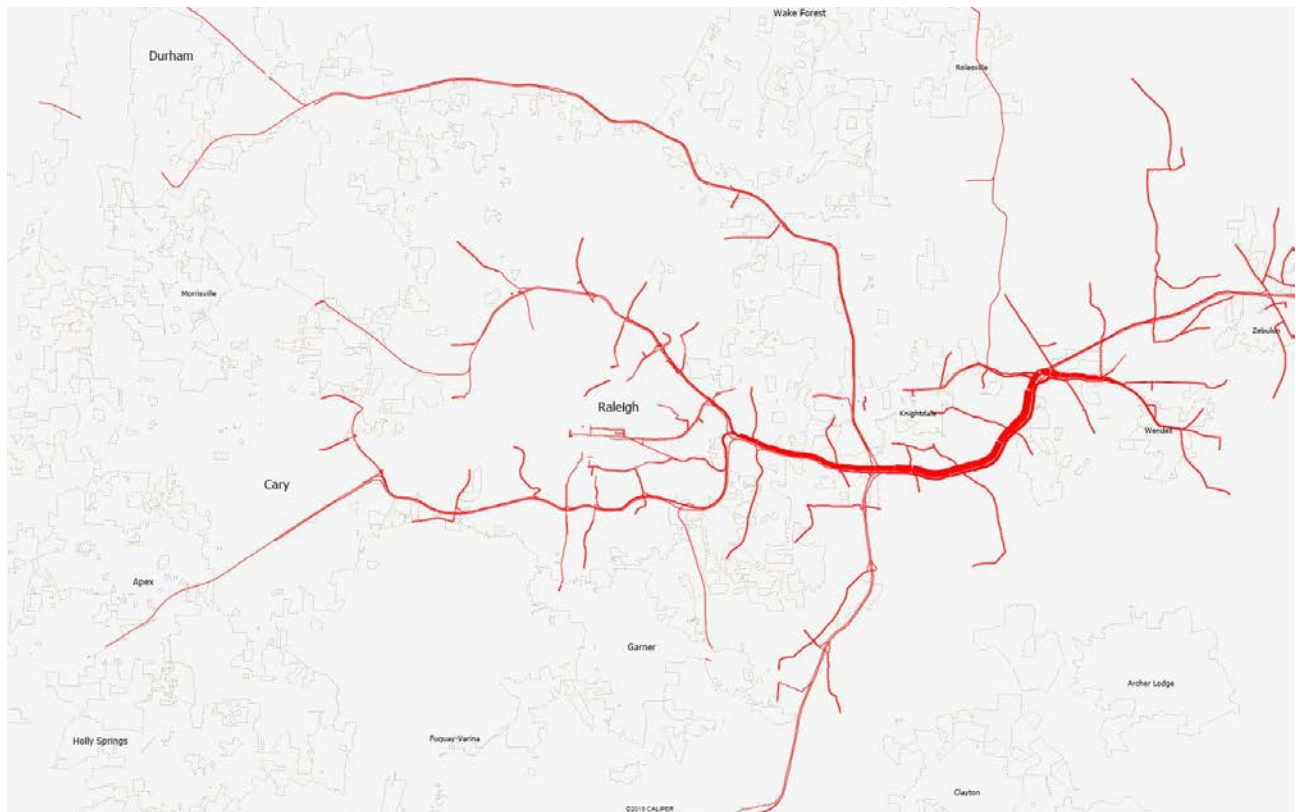 Wake Forest
Durham
Rolesville
Morrisville
Zebulon
Raleigh
Knightdale
Wendell
Cary
Apex
Garner
Archer Lodge
Holly Springs
Fuquay-Varina
Clayton
©2018 CALIPER